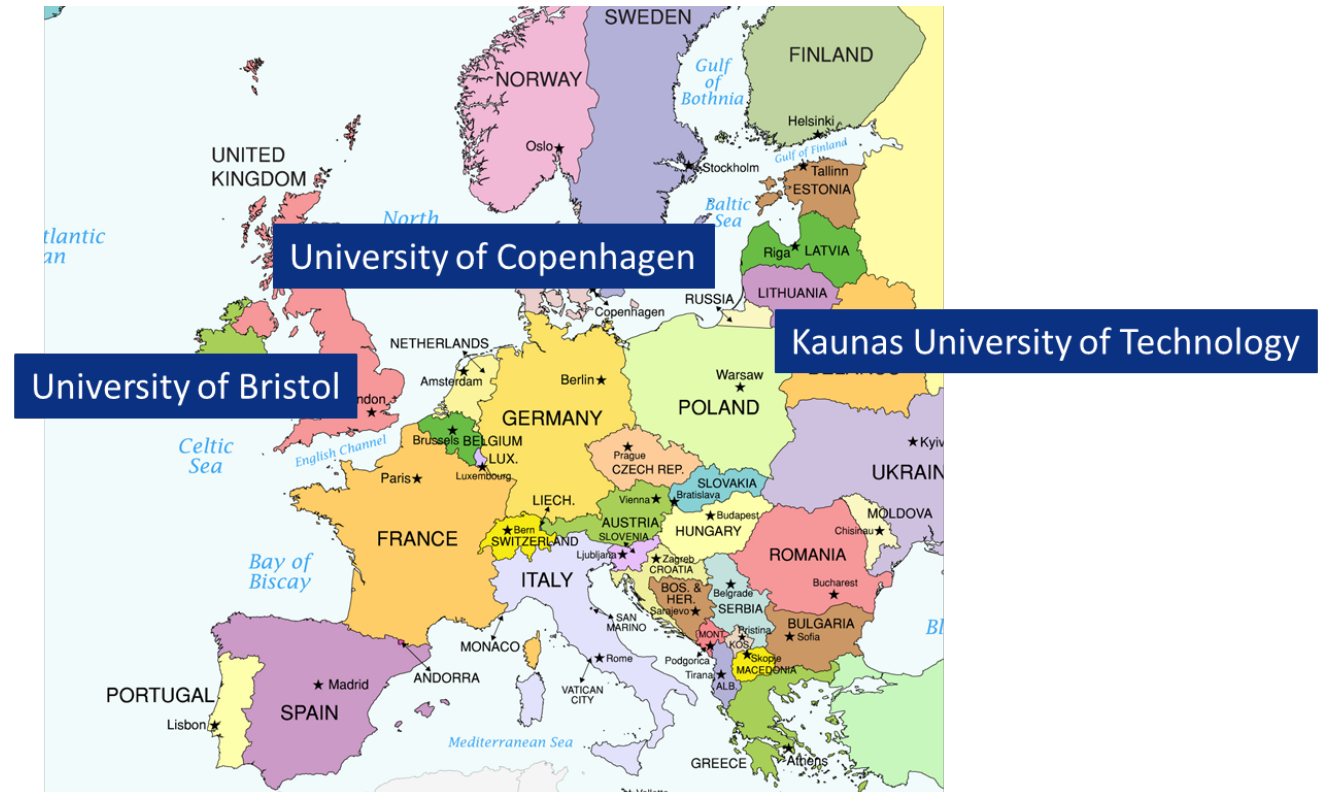 SWEDEN
FINLAND
NORWAY
Gulf
of
Bothnia
Helsinki
Oslo
Gulf of Finland
UNITED
KINGDOM
Stockholm
Tallinn
ESTONIA
Baltic
Sea
North
tlantic
an
University of Copenhagen
Riga
LATVIA
LITHUANIA
RUSSIA
Copenhagen
Kaunas University of Technology
NETHERLANDS
University of Bristol
Amsterdam
Berlin
Warsaw
ndon
POLAND
GERMANY
Celtic
Sea
English Channel
Brussels BELGIUM
LUX.
Luxembourg
Prague
CZECH REP.
Kyiv
UKRAIN
Paris
SLOVAKIA
Vienna
Bratislava
LIECH.
AUSTRIA
Budapest
HUNGARY
MOLDOVA
Chisinau
Bern
SWITZERLAND
SLOVENIA
FRANCE
Ljubljana
Zagreb
CROATIA
ROMANIA
Bay of
Biscay
ITALY
BOS. &
HER.
Sarajevo
Belgrade
SERBIA
Bucharest
SAN
MARINO
BULGARIA
Sofia
Bl
MONACO
MONT.
Pristina
KOS.
Podgorica
Skopje
MACEDONIA
Rome
Tirana
ALB.
ANDORRA
VATICAN
CITY
PORTUGAL
Madrid
SPAIN
Lisbon
Mediterranean Sea
GREECE
Athens